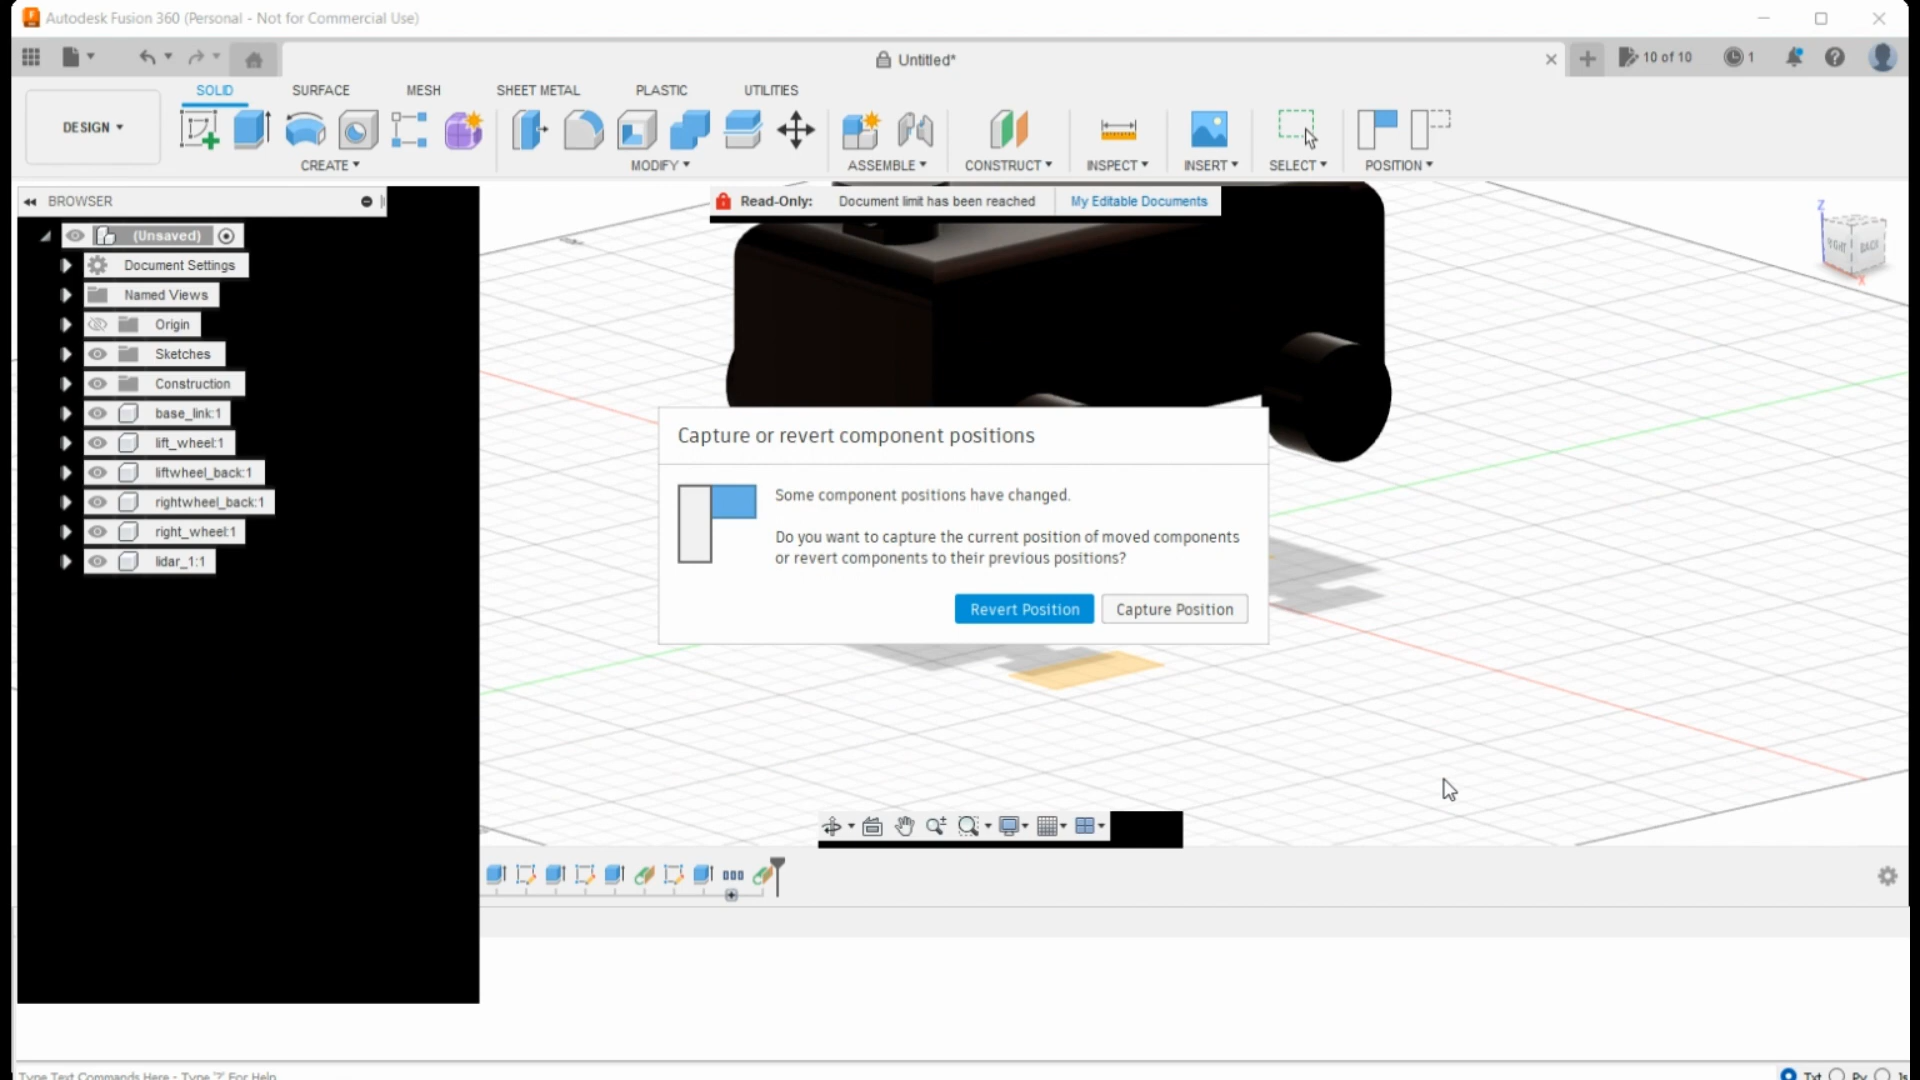 Autodesk Fusion 360 (Personal - Not for Commercial Use)
Untitled*
10 of 10
1
DESIGN
SOLID
SURFACE
MESH
SHEET METAL
PLASTIC
UTILITIES
CREATE
MODIFY
ASSEMBLE
CONSTRUCT
INSPECT
INSERT
SELECT
POSITION
BROWSER
(Unsaved)
Document Settings
Named Views
Origin
Sketches
Construction
base_link:1
lift_wheel:1
liftwheel_back:1
rightwheel_back:1
right_wheel:1
lidar_1:1
Read-Only: Document limit has been reached My Editable Documents
Z
RIGHT BACK
X
Capture or revert component positions
Some component positions have changed.
Do you want to capture the current position of moved components
or revert components to their previous positions?
Revert Position Capture Position
Type Text Commands Here - Type '?' For Help
Txt Py Js